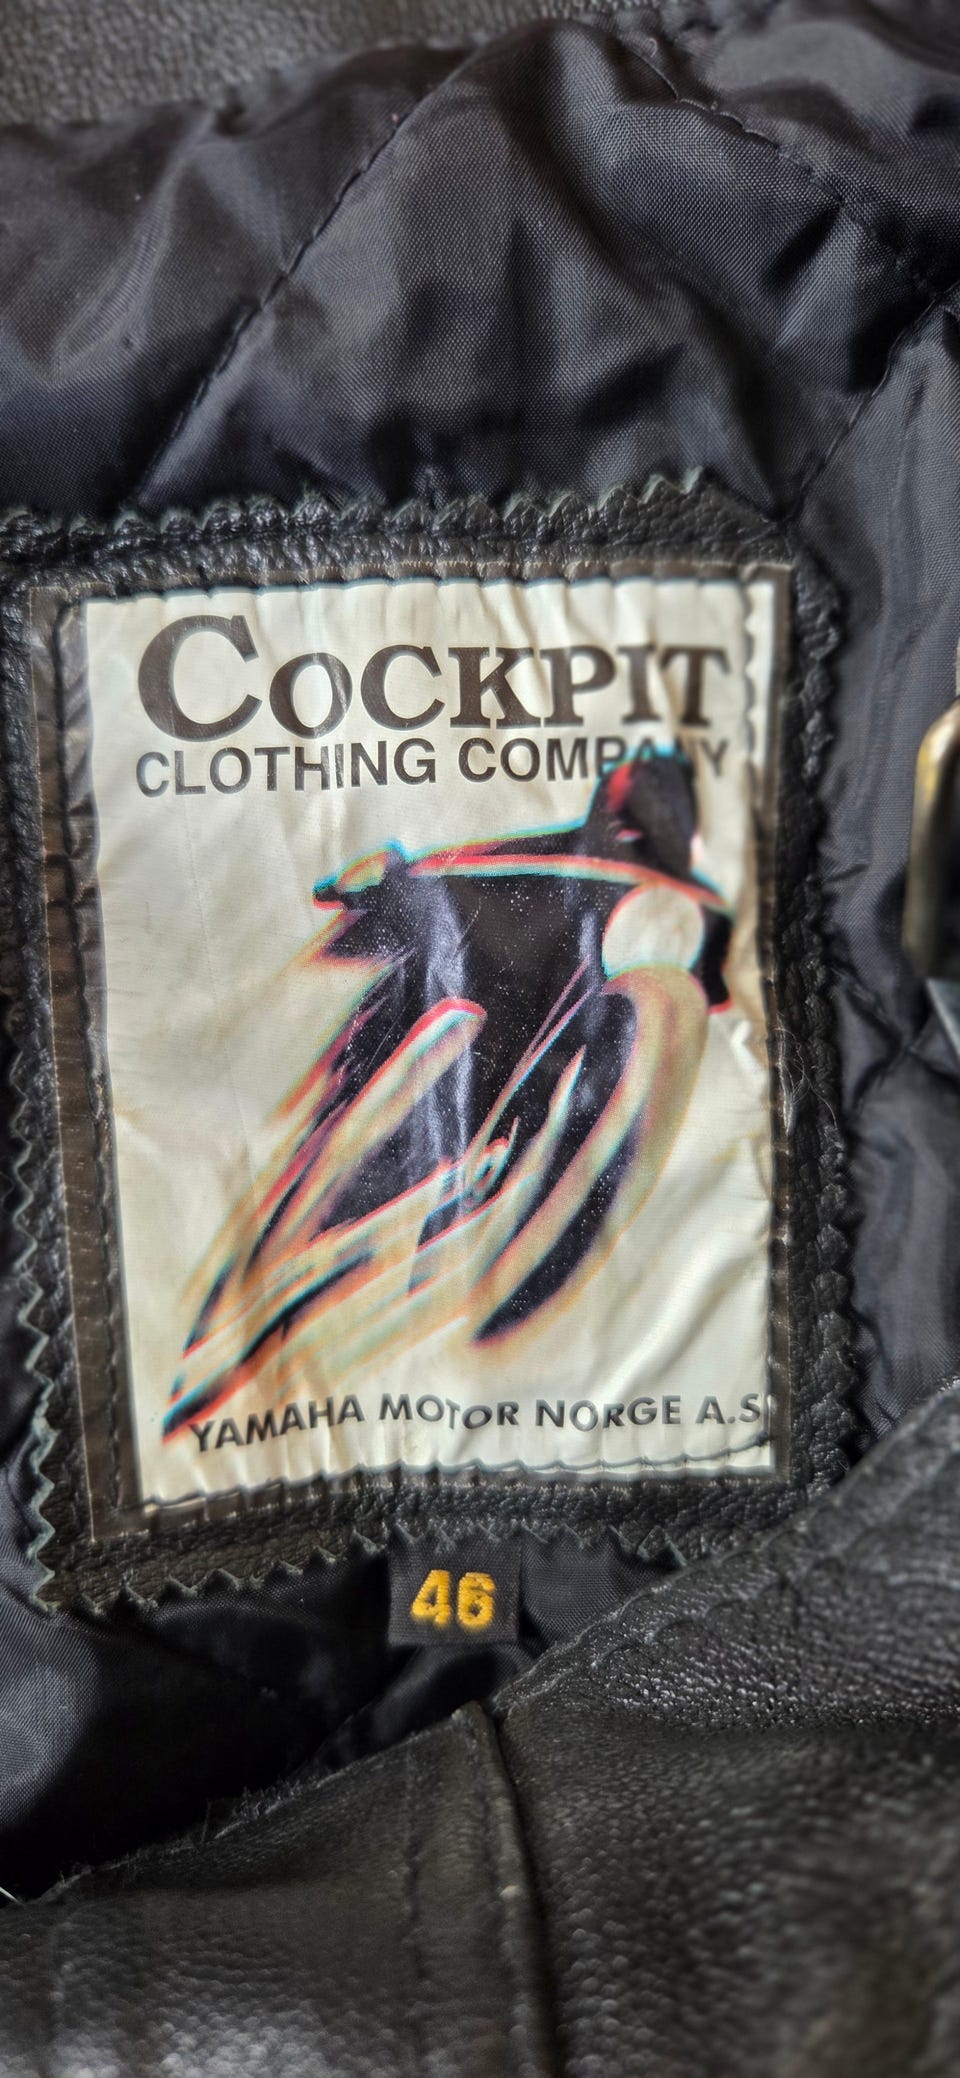 COCKPIT
CLOTHING COMPANY
YAMAHA MOTOR NORGE A.S
46